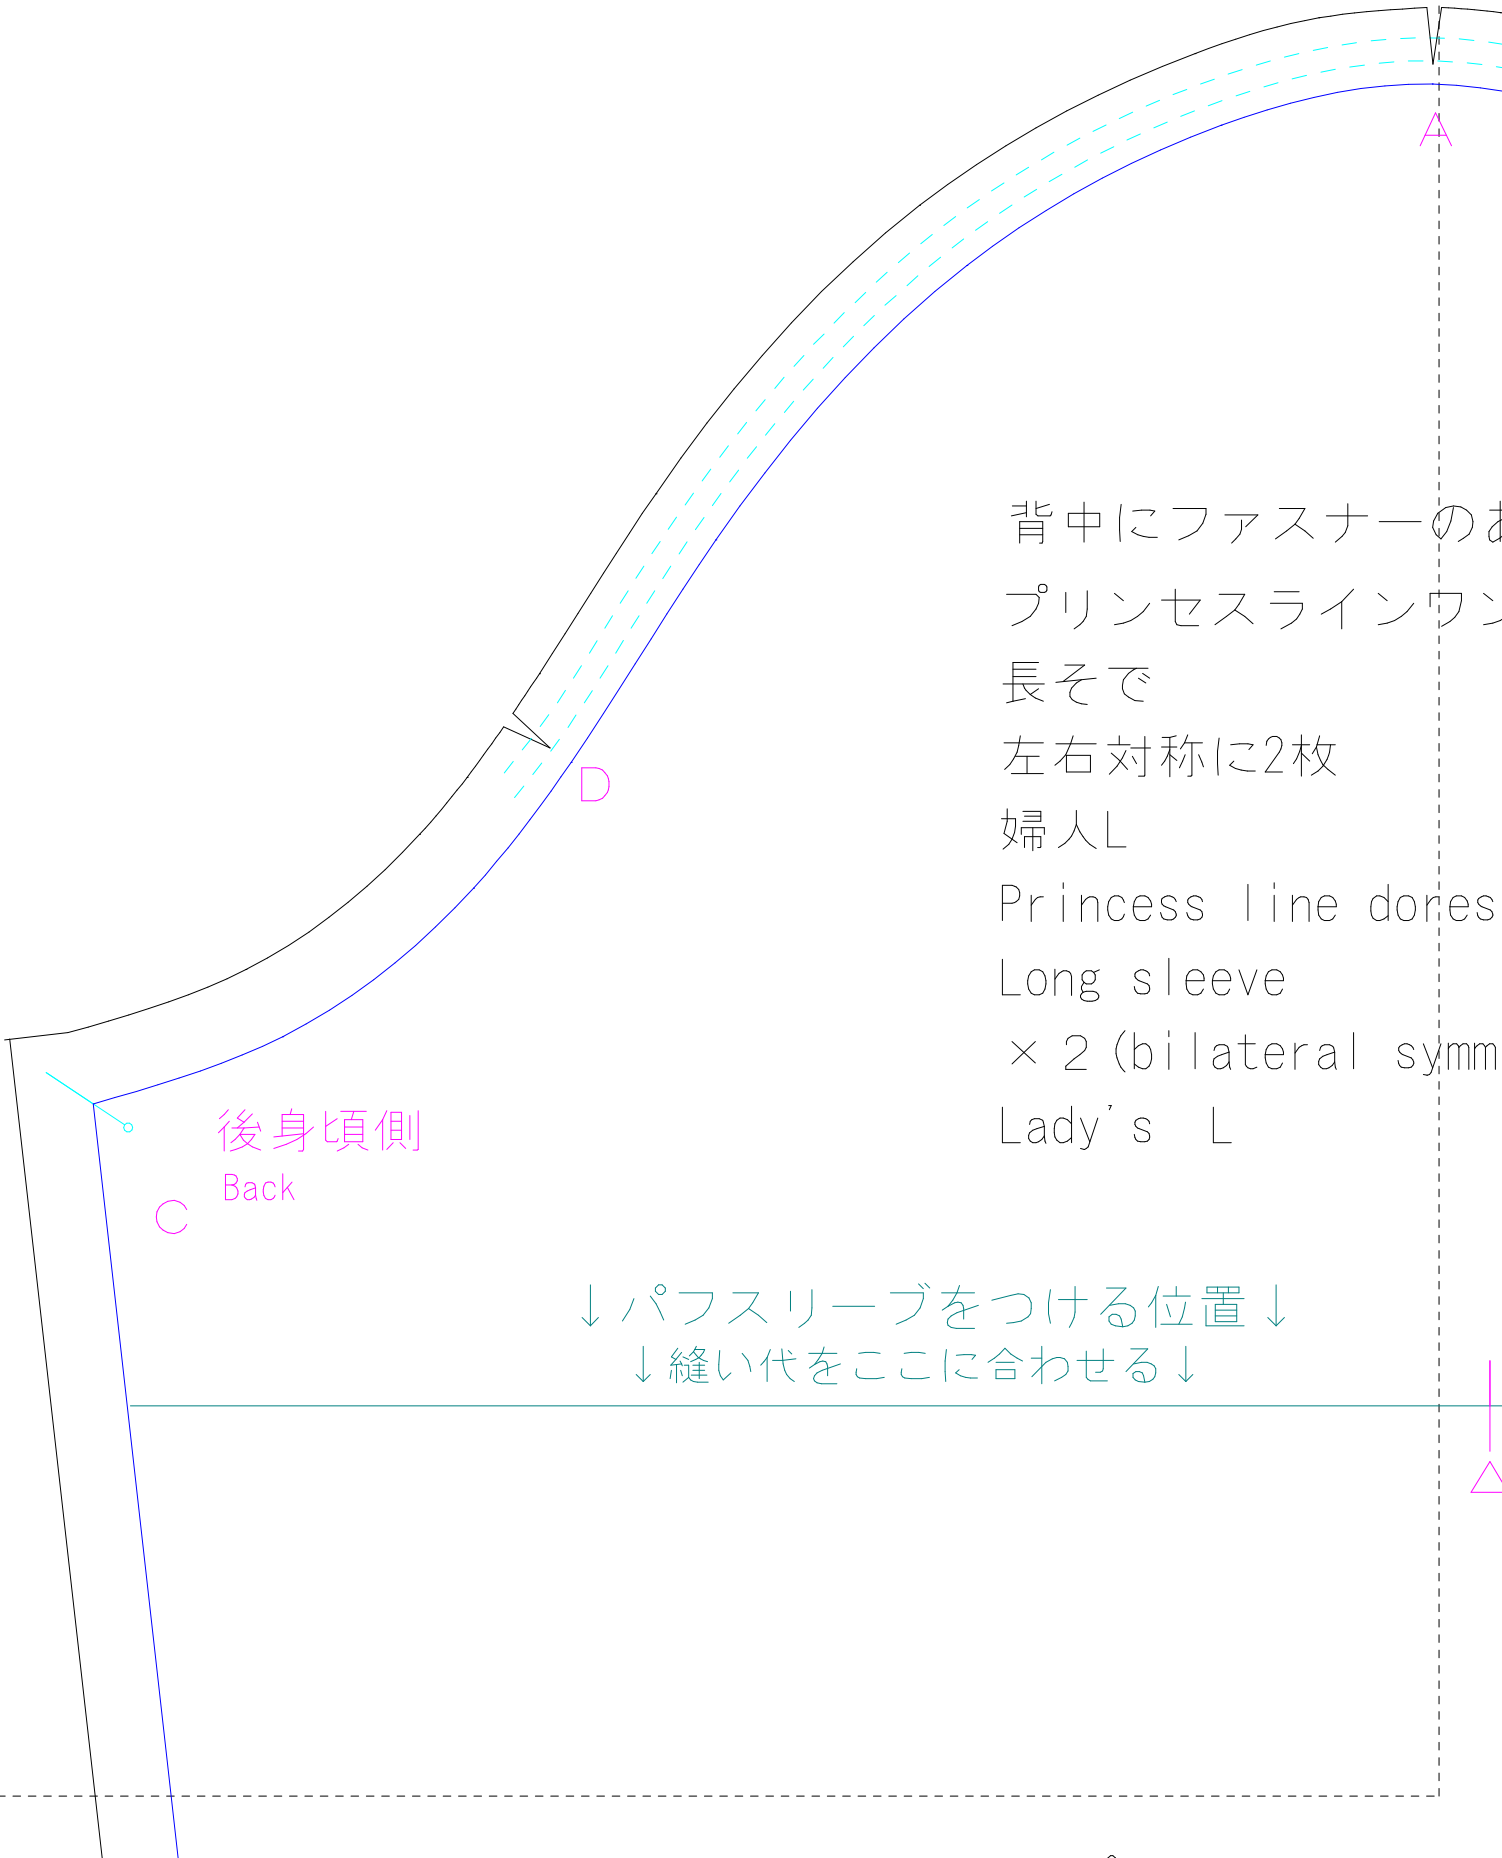 A
背中にファスナーのあ
プリンセスラインワン
長そで
左右対称に2枚
D
婦人L
Princess line dores
Long sleeve
×2(bilateral symm
Lady's L
後身頃側
Back
C
↓パフスリーブをつける位置↓
↓縫い代をここに合わせる↓